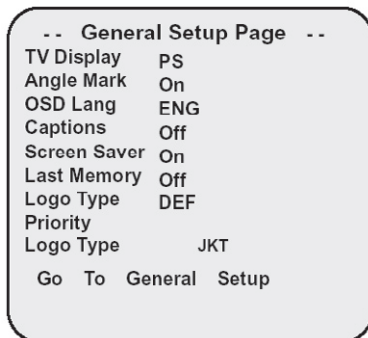 -- General Setup Page --
TV Display PS
Angle Mark On
OSD Lang ENG
Captions Off
Screen Saver On
Last Memory Off
Logo Type DEF
Priority
Logo Type JKT
Go To General Setup